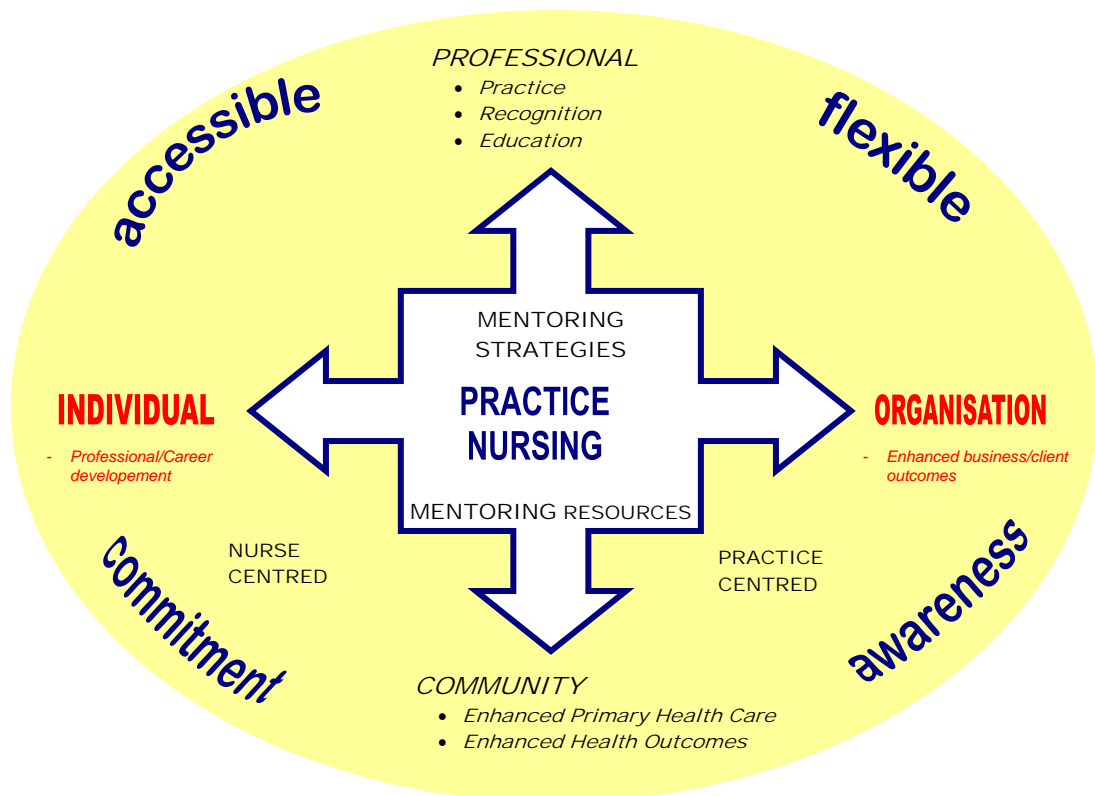 PROFESSIONAL
• Practice
• Recognition
• Education
accessible
flexible
MENTORING
STRATEGIES
PRACTICE
NURSING
MENTORING RESOURCES
INDIVIDUAL
- Professional/Career
developement
ORGANISATION
- Enhanced business/client
outcomes
NURSE
CENTRED
PRACTICE
CENTRED
commitment
awareness
COMMUNITY
• Enhanced Primary Health Care
• Enhanced Health Outcomes